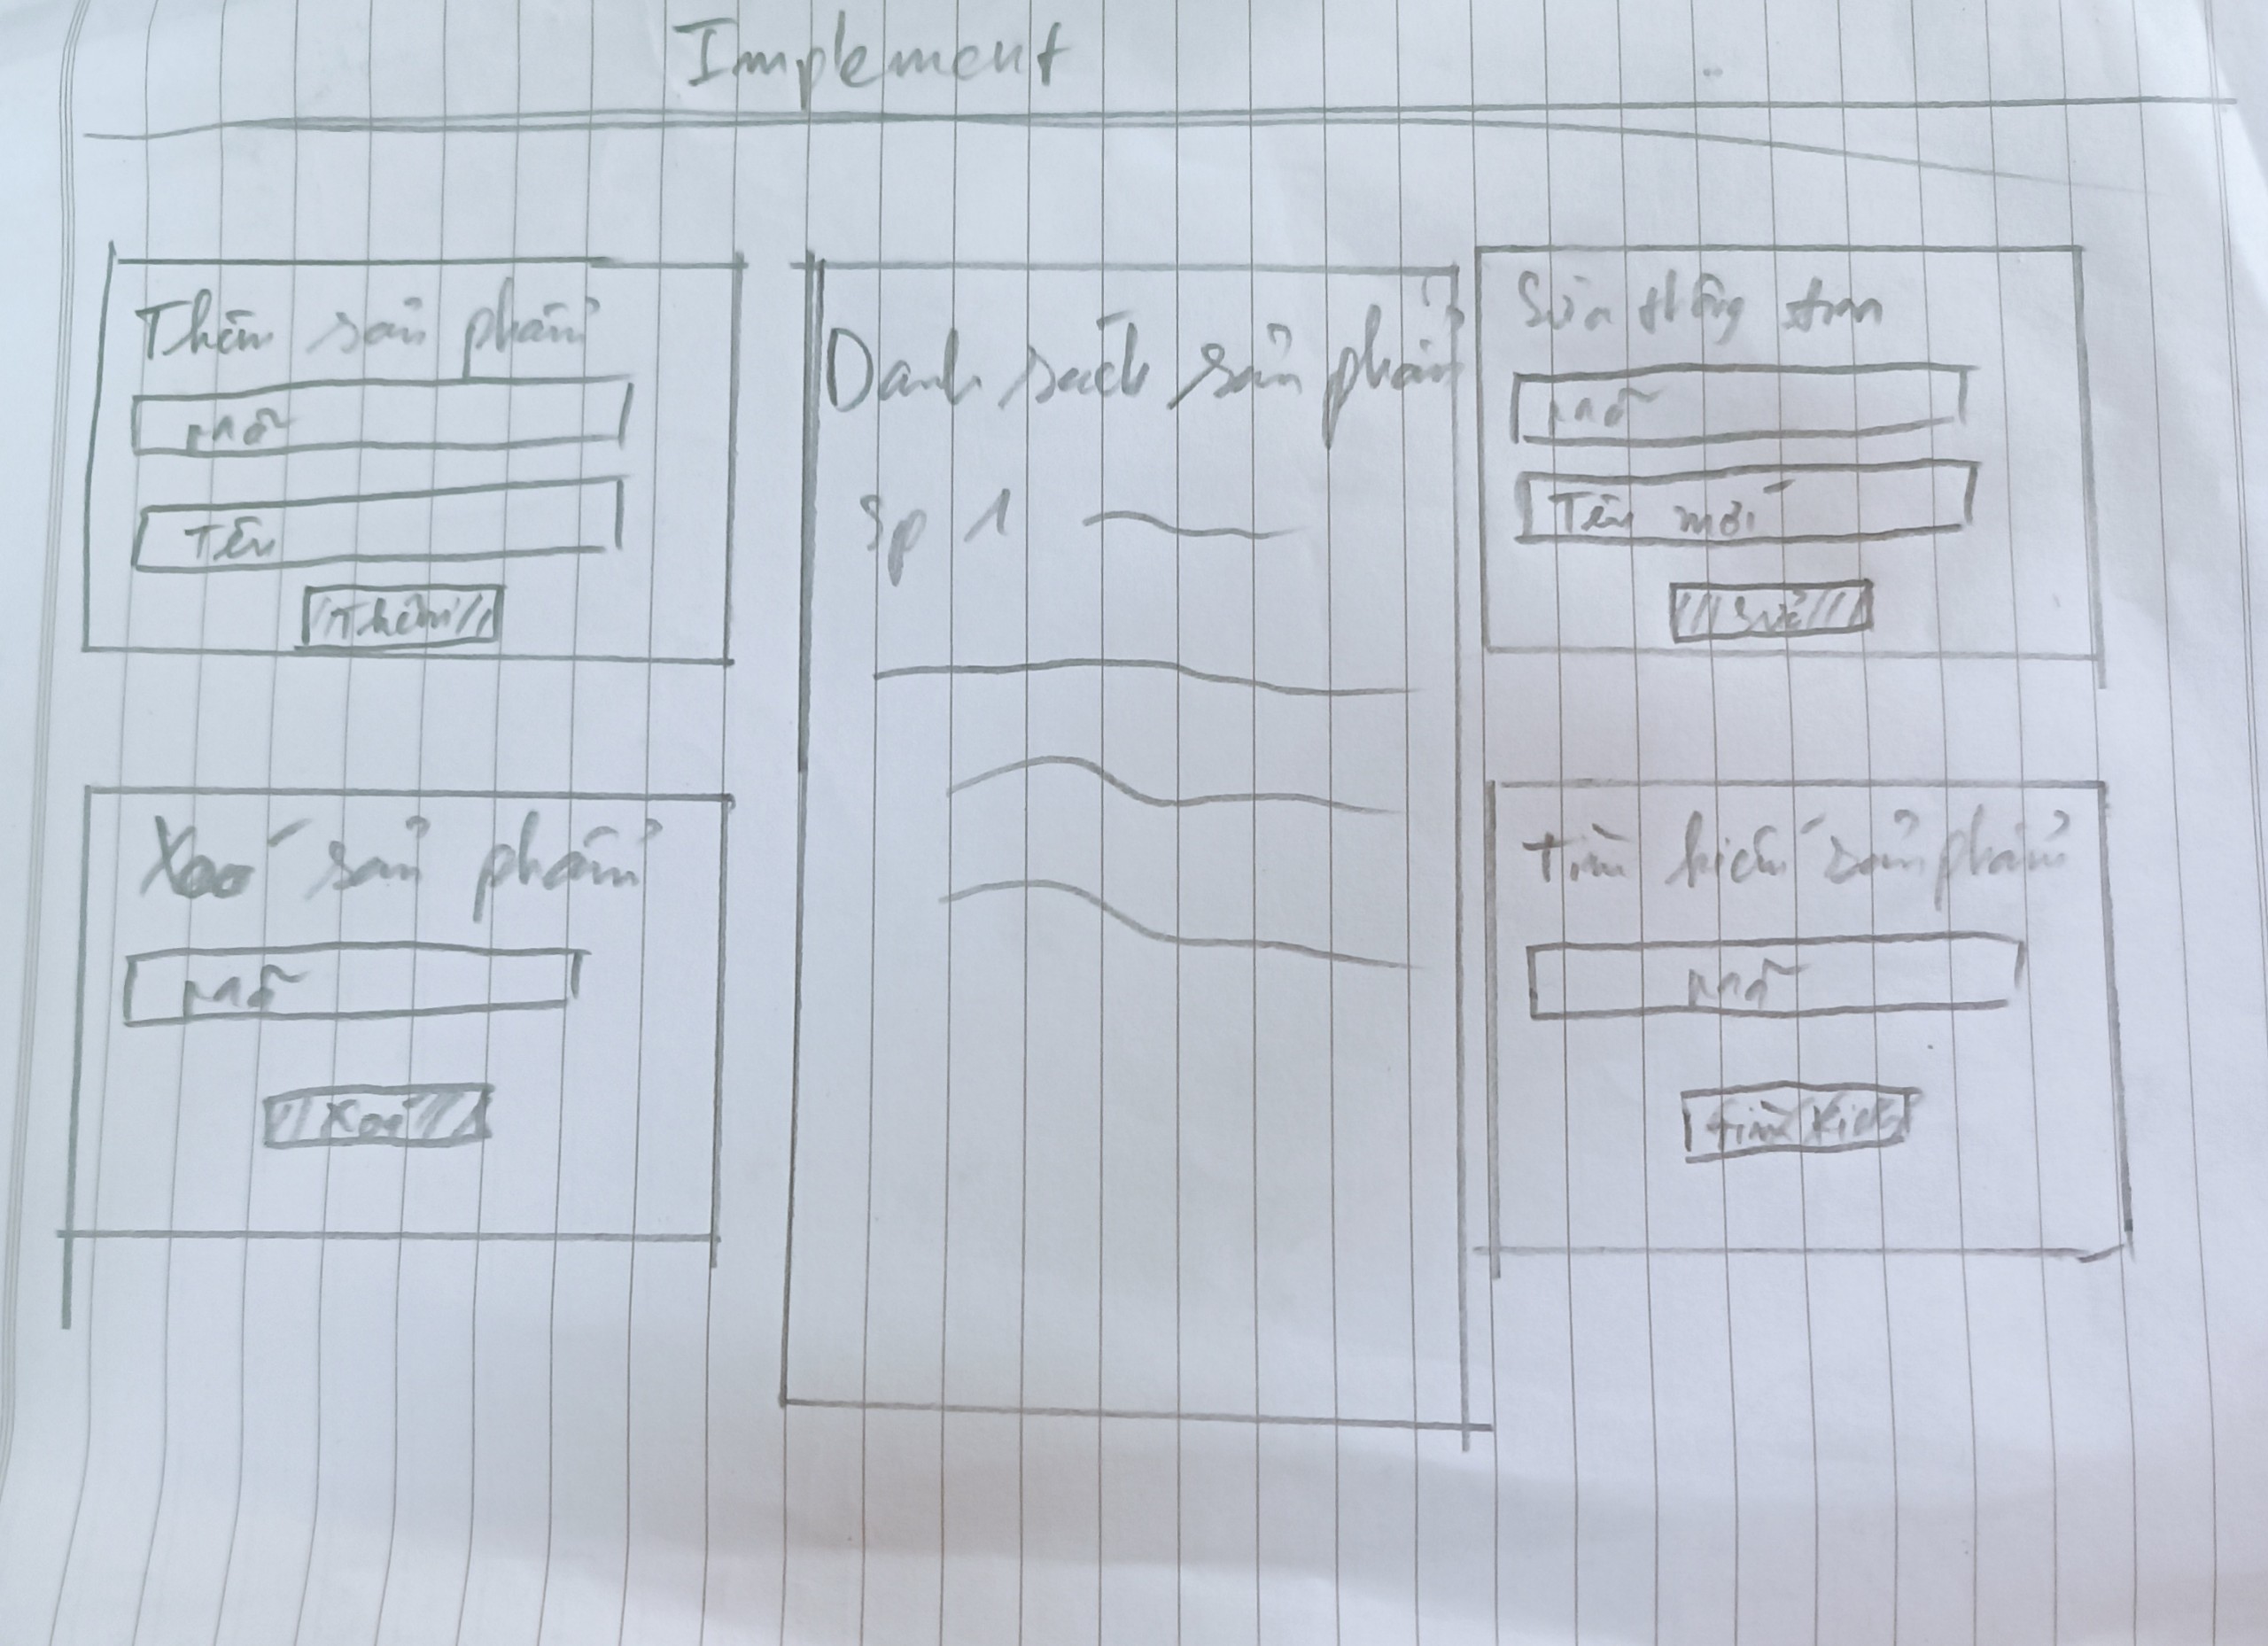 Implement
Thêm sản phẩm
mã
Tên
Thêm
Xoá sản phẩm
mã
Xoá
Danh sách sản phẩm
Sp 1
Sửa thông tin
mã
Tên mới
Sửa
tìm kiếm sản phẩm
mã
tìm kiếm